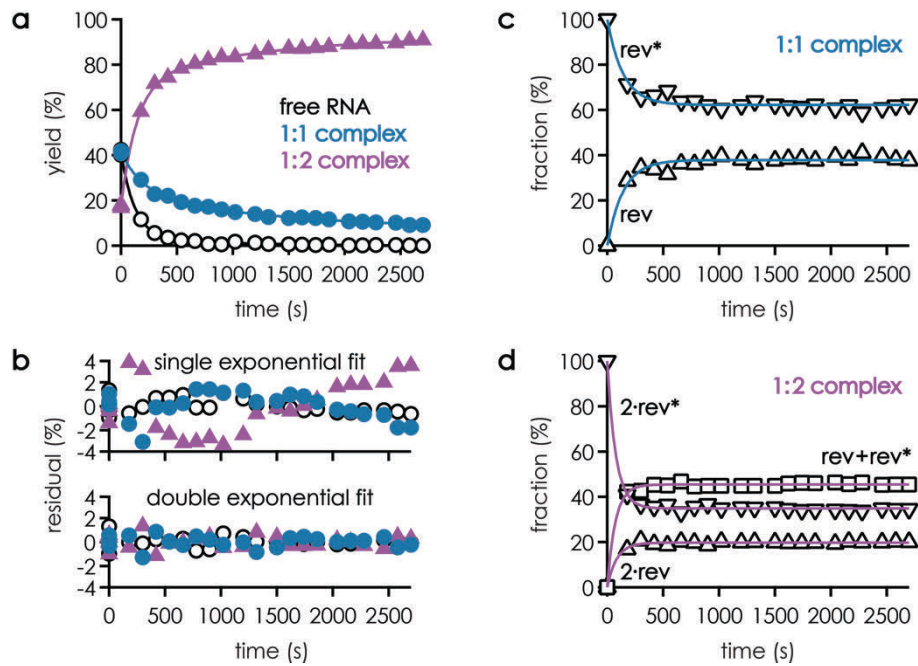 a
100
80
60
40
20
0
yield (%)
free RNA
1:1 complex
1:2 complex
0 500 1000 1500 2000 2500
time (s)
b
4
2
0
-2
-4
single exponential fit
residual (%)
double exponential fit
2
0
-2
-4
0 500 1000 1500 2000 2500
time (s)
c
100
80
60
40
20
0
fraction (%)
rev*
1:1 complex
rev
0 500 1000 1500 2000 2500
time (s)
d
100
80
60
40
20
0
fraction (%)
1:2 complex
2·rev*
rev+rev*
2·rev
0 500 1000 1500 2000 2500
time (s)